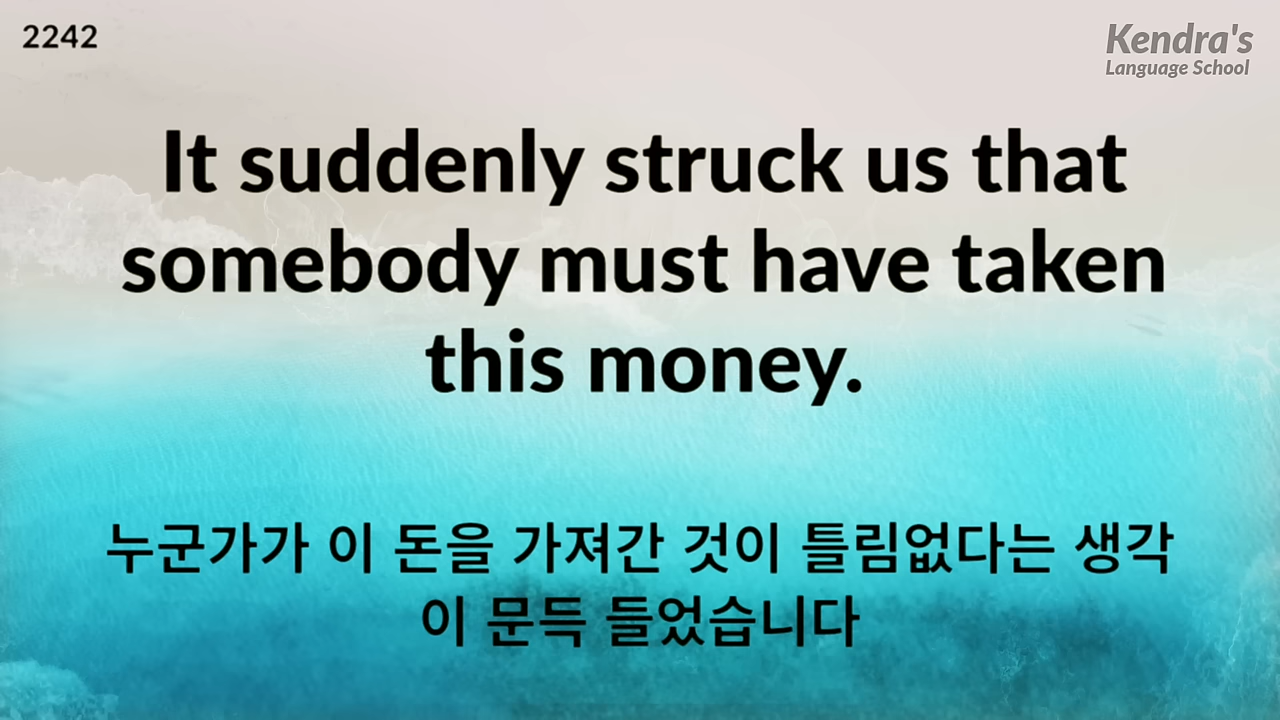 2242
Kendra's
Language School
It suddenly struck us that
somebody must have taken
this money.
누군가가 이 돈을 가져간 것이 틀림없다는 생각
이 문득 들었습니다